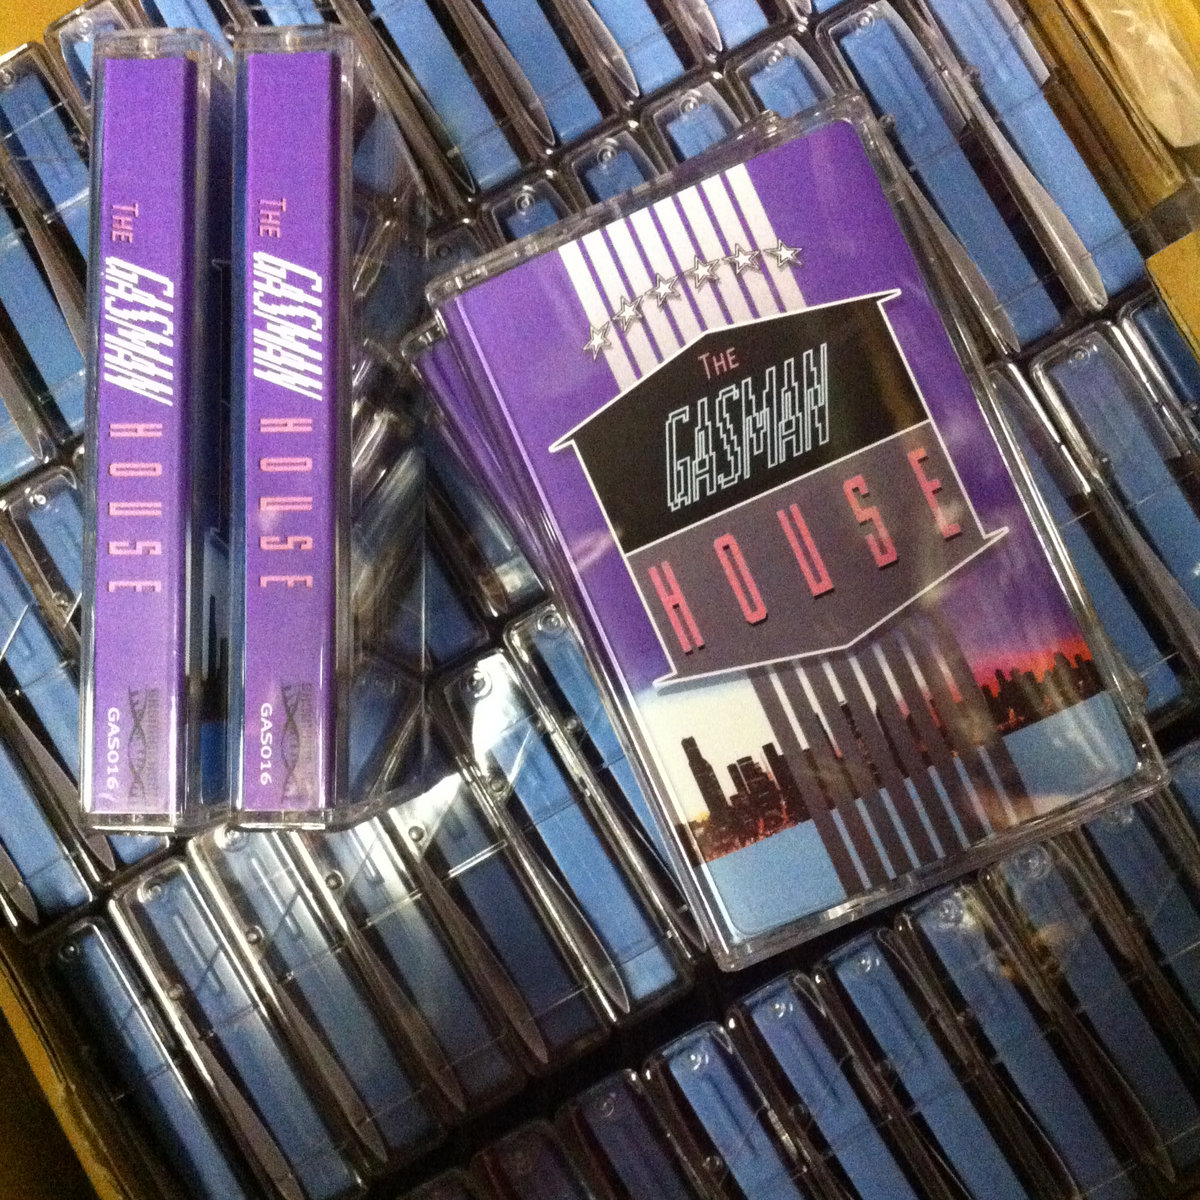 THE GASMAN HOUSE
GAS016
THE GASMAN HOUSE
GAS016
THE
GASMAN
HOUSE